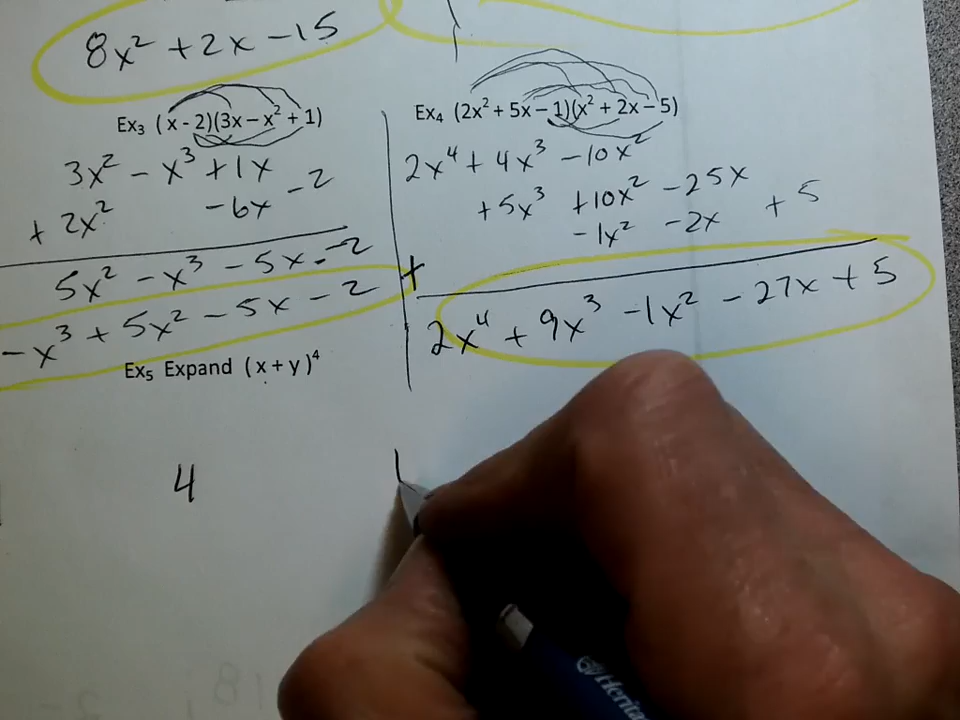 8x² + 2x - 15
Ex₃ (x - 2)(3x - x² + 1)
3x² - x³ + 1x - 2
+ 2x² - 6x
5x² - x³ - 5x - 2
-x³ + 5x² - 5x - 2
Ex₄ (2x² + 5x - 1)(x² + 2x - 5)
2x⁴ + 4x³ - 10x²
+ 5x³ + 10x² - 25x
- 1x² - 2x + 5
+
2x⁴ + 9x³ - 1x² - 27x + 5
Ex₅ Expand (x + y)⁴
4